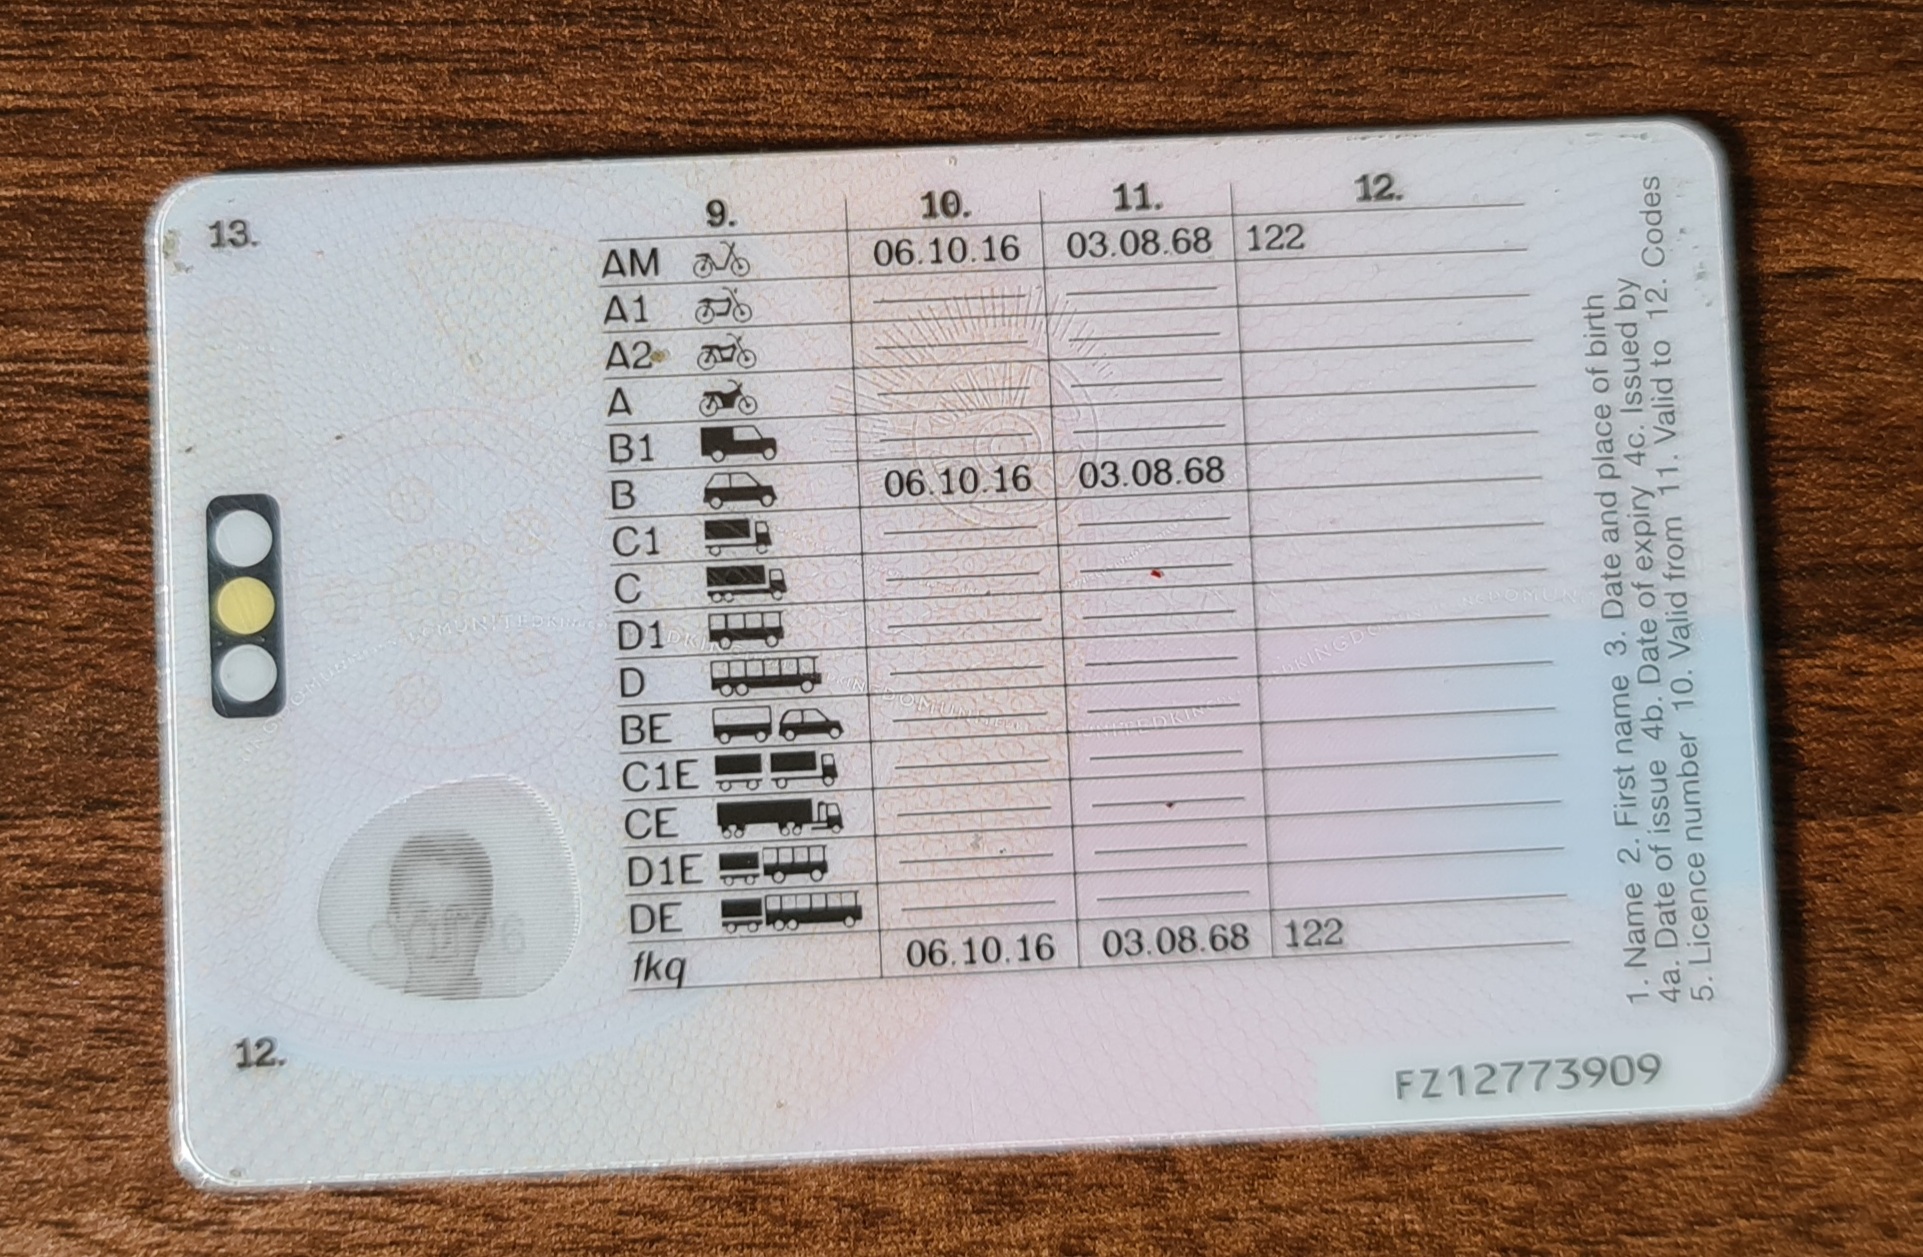 13.
9. 10. 11. 12.
AM 06.10.16 03.08.68 122
A1
A2
A
B1
B 06.10.16 03.08.68
C1
C
D1
D
BE
C1E
CE
D1E
DE
fkq 06.10.16 03.08.68 122
12.
1. Name 2. First name 3. Date and place of birth
4a. Date of issue 4b. Date of expiry 4c. Issued by
5. Licence number 10. Valid from 11. Valid to 12. Codes
FZ12773909